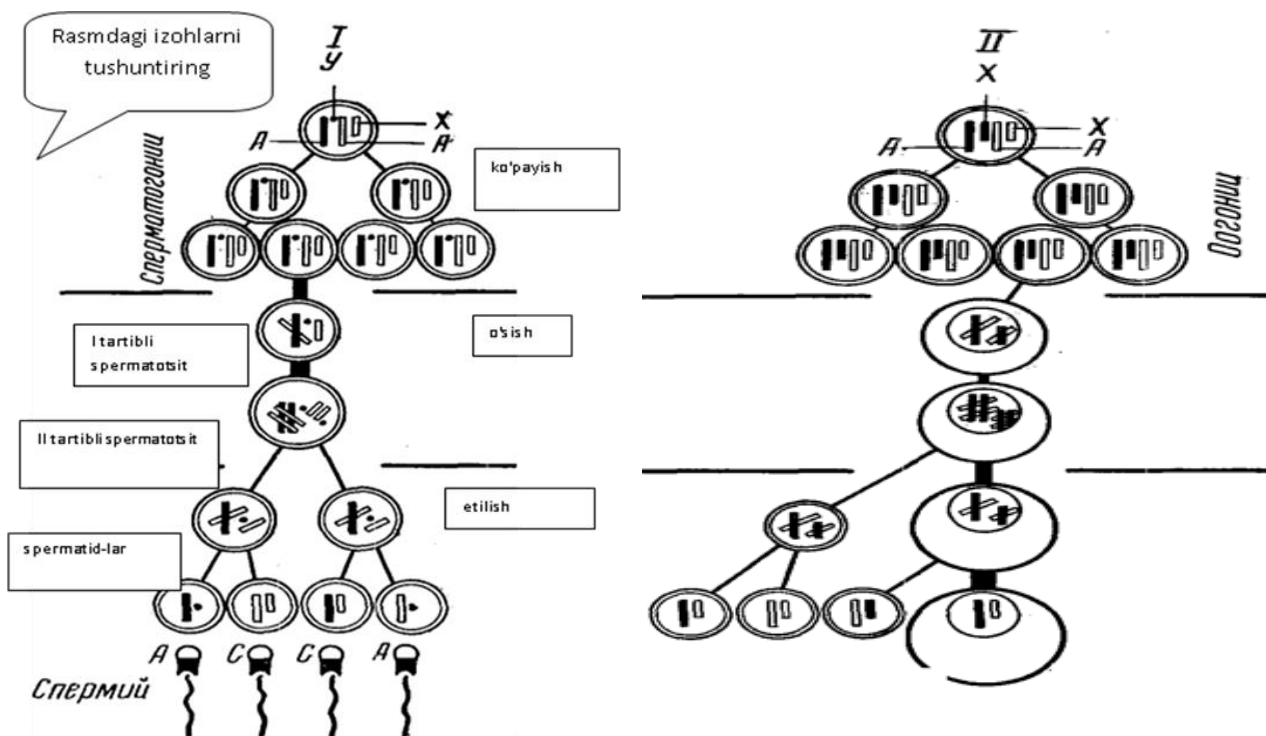 Rasmdagi izohlarni
tushuntiring
I
У
X
A
A
Сперматогонии
ko'payish
I tartibli
spermatotsit
o'sish
II tartibli spermatotsit
etilish
spermatid-lar
A
C
C
A
Спермий
II
X
X
A
A
Оогонии